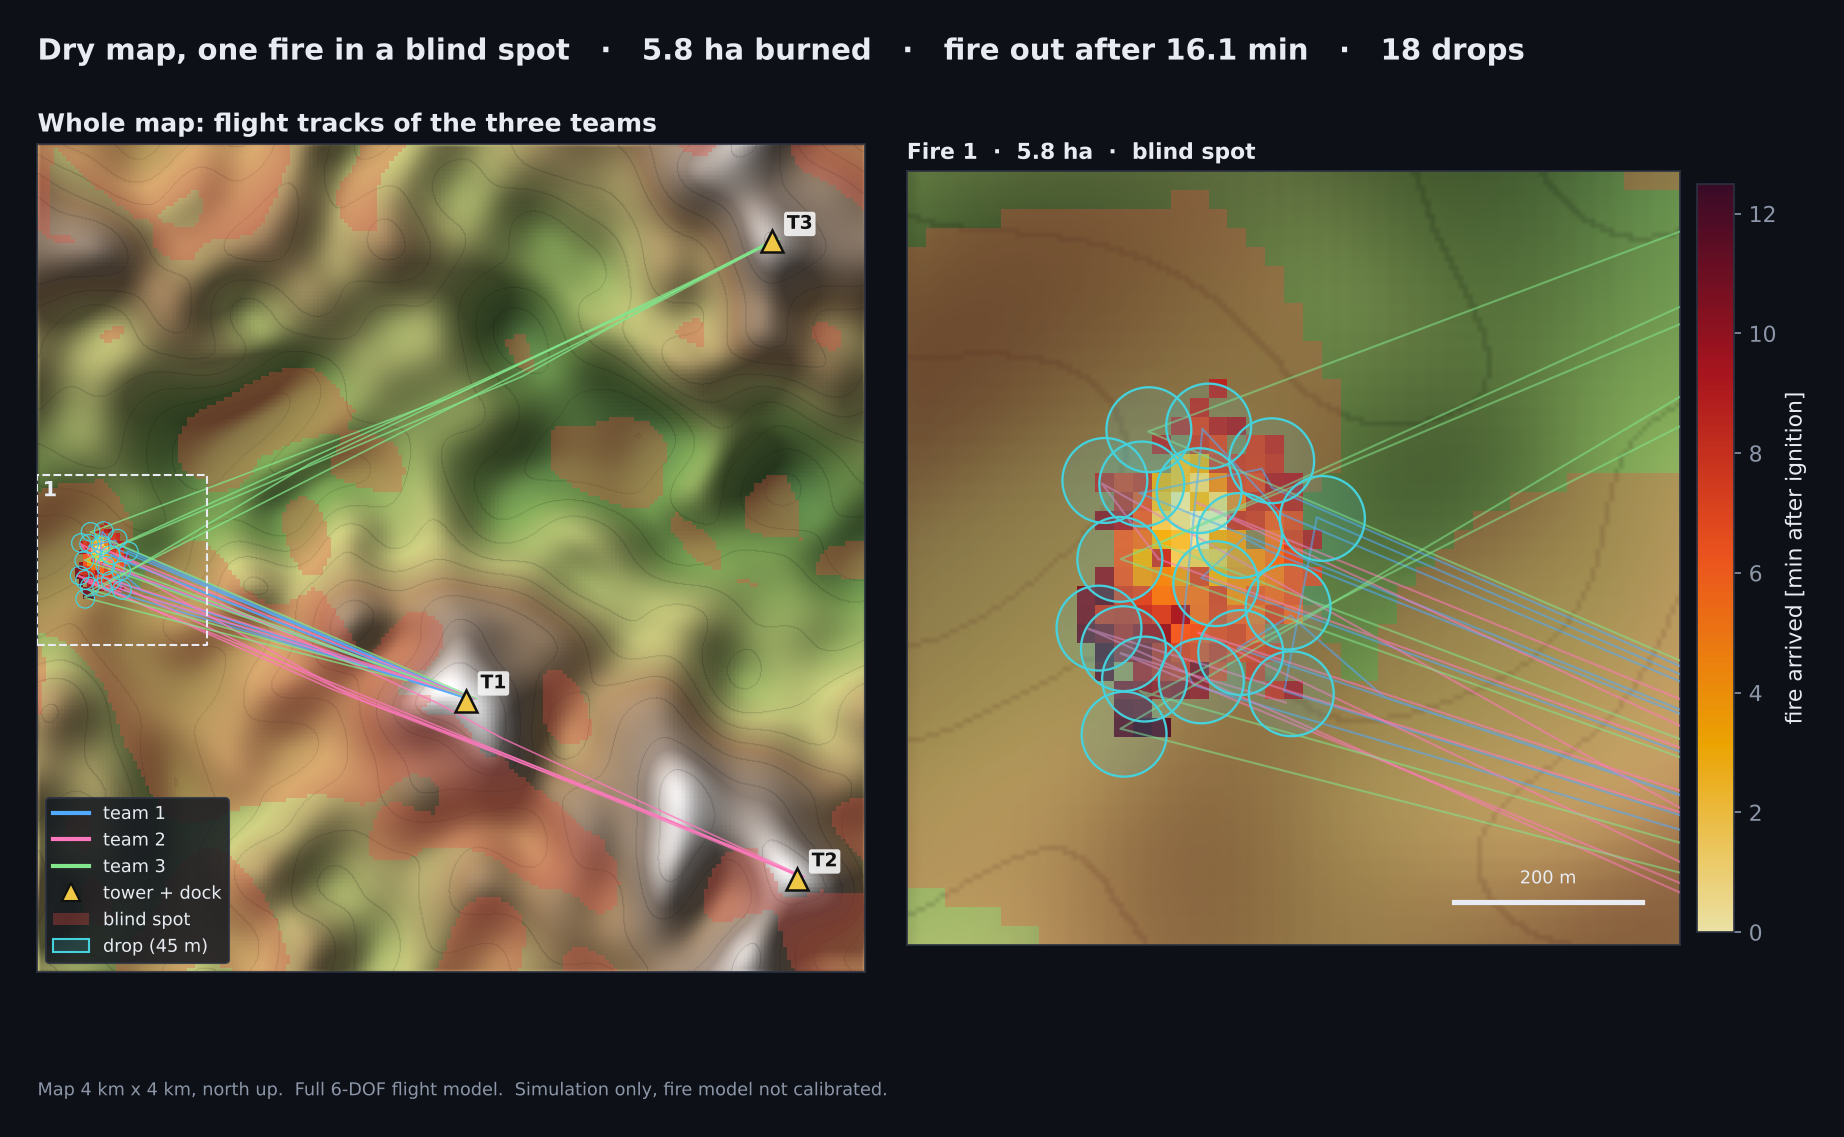 Dry map, one fire in a blind spot · 5.8 ha burned · fire out after 16.1 min · 18 drops
Whole map: flight tracks of the three teams
T3
1
T1
T2
team 1
team 2
team 3
tower + dock
blind spot
drop (45 m)
Fire 1 · 5.8 ha · blind spot
200 m
12
10
8
6
4
2
0
fire arrived [min after ignition]
Map 4 km x 4 km, north up. Full 6-DOF flight model. Simulation only, fire model not calibrated.